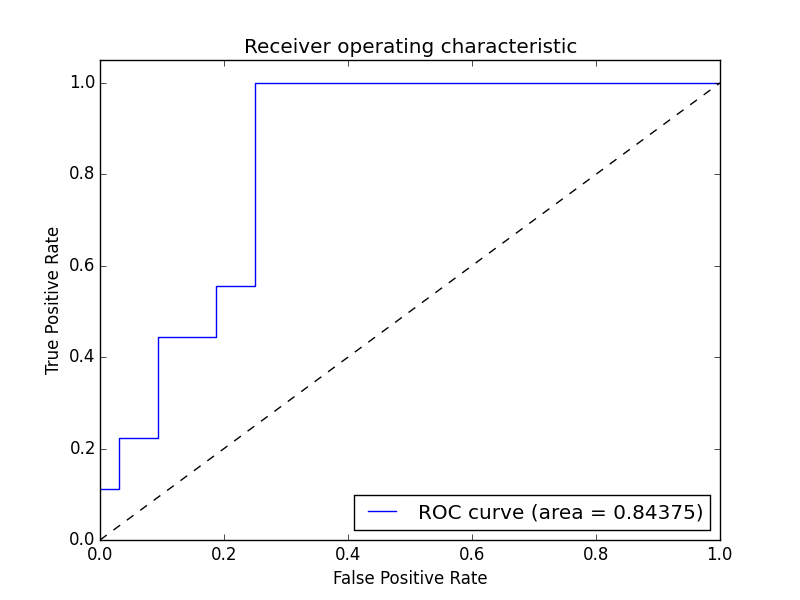 Receiver operating characteristic
1.0
0.8
0.6
0.4
0.2
0.0
True Positive Rate
ROC curve (area = 0.84375)
0.0 0.2 0.4 0.6 0.8 1.0
False Positive Rate